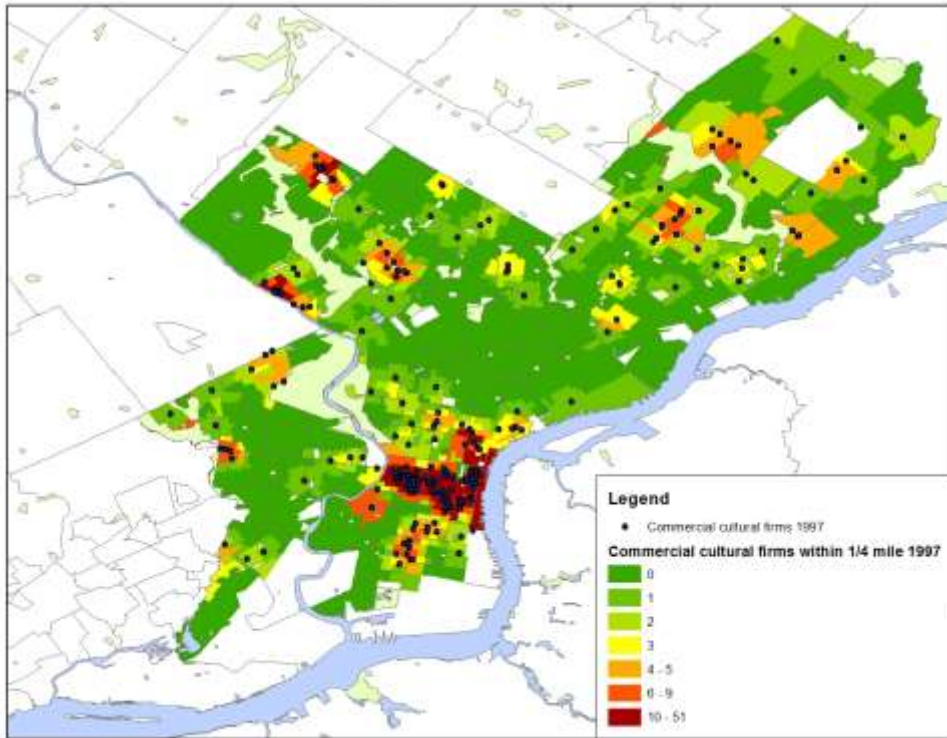 Legend
Commercial cultural firms 1997
Commercial cultural firms within 1/4 mile 1997
0
1
2
3
4 - 5
6 - 9
10 - 51